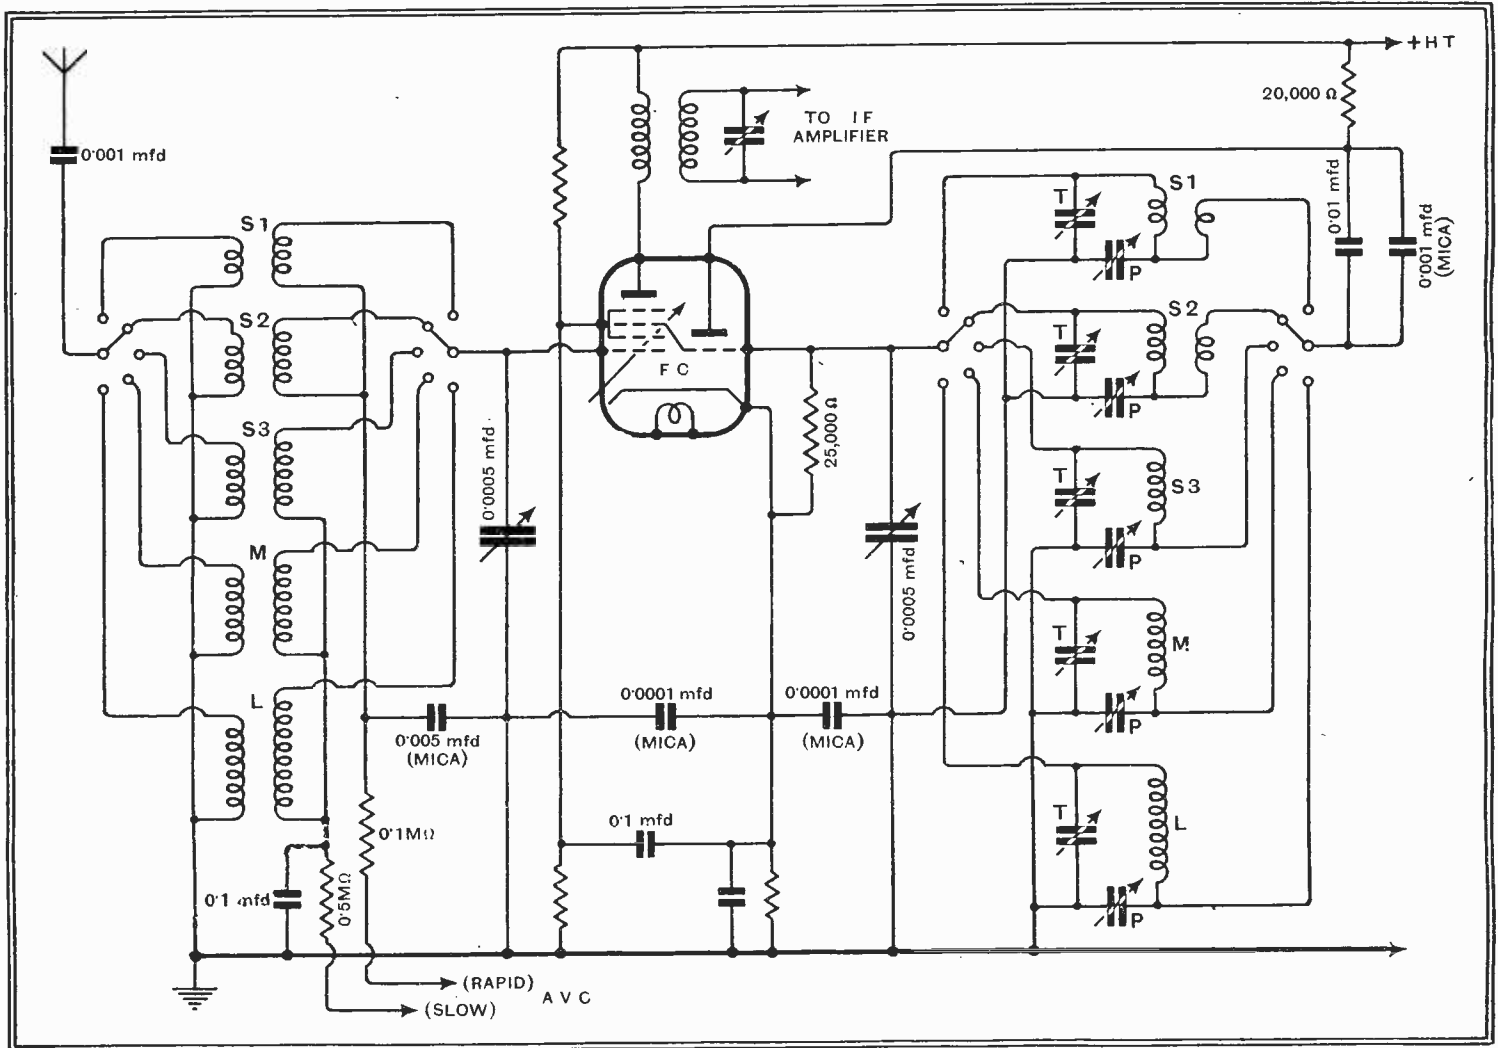 +HT
20,000 Ω
TO IF
AMPLIFIER
0·001 mfd
S1
S1
T
P
0·01 mfd
0·001 mfd
(MICA)
S2
S2
T
P
FC
S3
S3
T
P
0·0005 mfd
25,000 Ω
0·0005 mfd
M
M
T
P
L
L
T
P
0·0001 mfd
(MICA)
0·0001 mfd
(MICA)
0·005 mfd
(MICA)
0·1MΩ
0·1 mfd
0·1 mfd
0·5MΩ
(RAPID)
AVC
(SLOW)